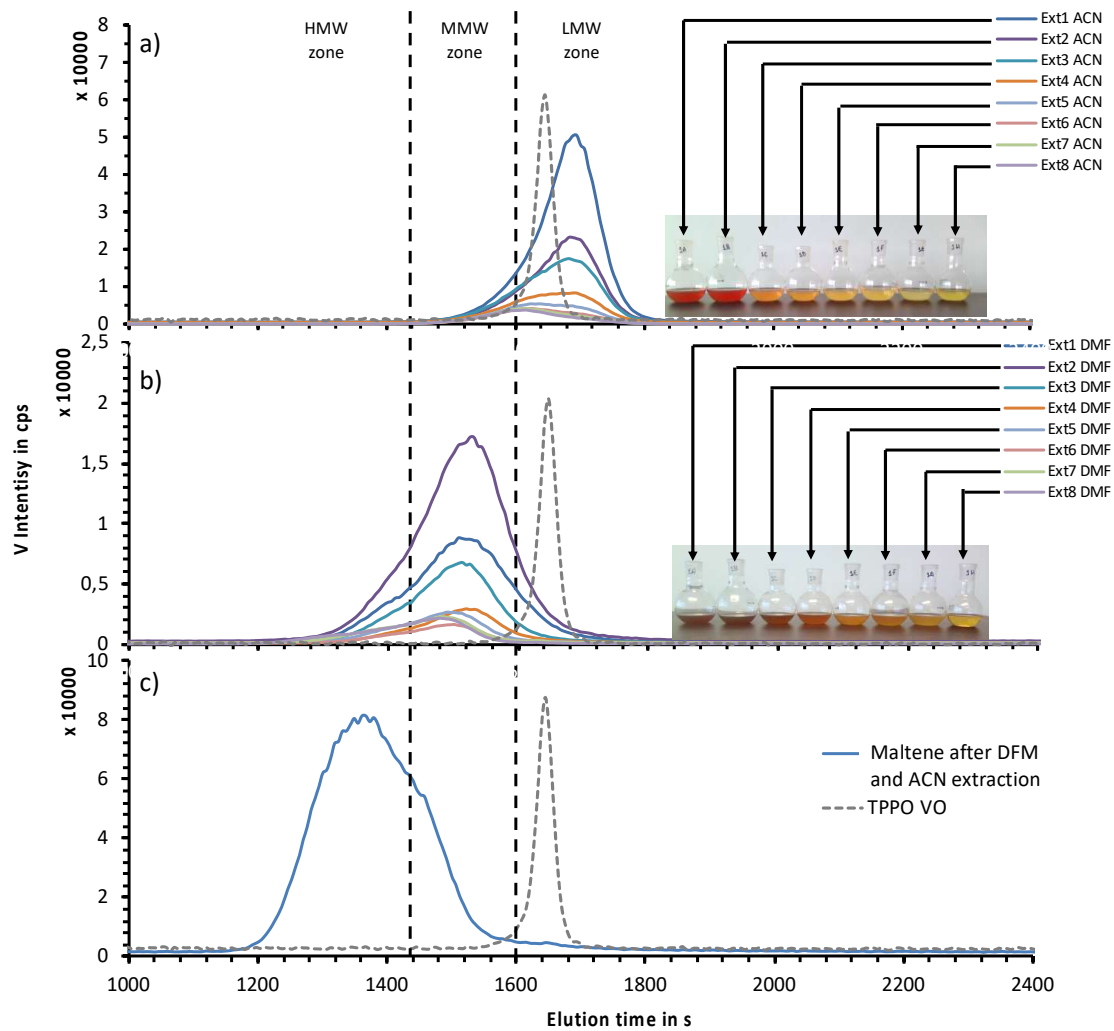 a)
HMW zone
MMW zone
LMW zone
x 10000
8
7
6
5
4
3
2
1
0
Ext1 ACN
Ext2 ACN
Ext3 ACN
Ext4 ACN
Ext5 ACN
Ext6 ACN
Ext7 ACN
Ext8 ACN
b)
x 10000
2,5
2
1,5
1
0,5
0
Ext1 DMF
Ext2 DMF
Ext3 DMF
Ext4 DMF
Ext5 DMF
Ext6 DMF
Ext7 DMF
Ext8 DMF
V Intentisy in cps
c)
x 10000
10
8
6
4
2
0
Maltene after DFM
and ACN extraction
TPPO VO
1000 1200 1400 1600 1800 2000 2200 2400
Elution time in s